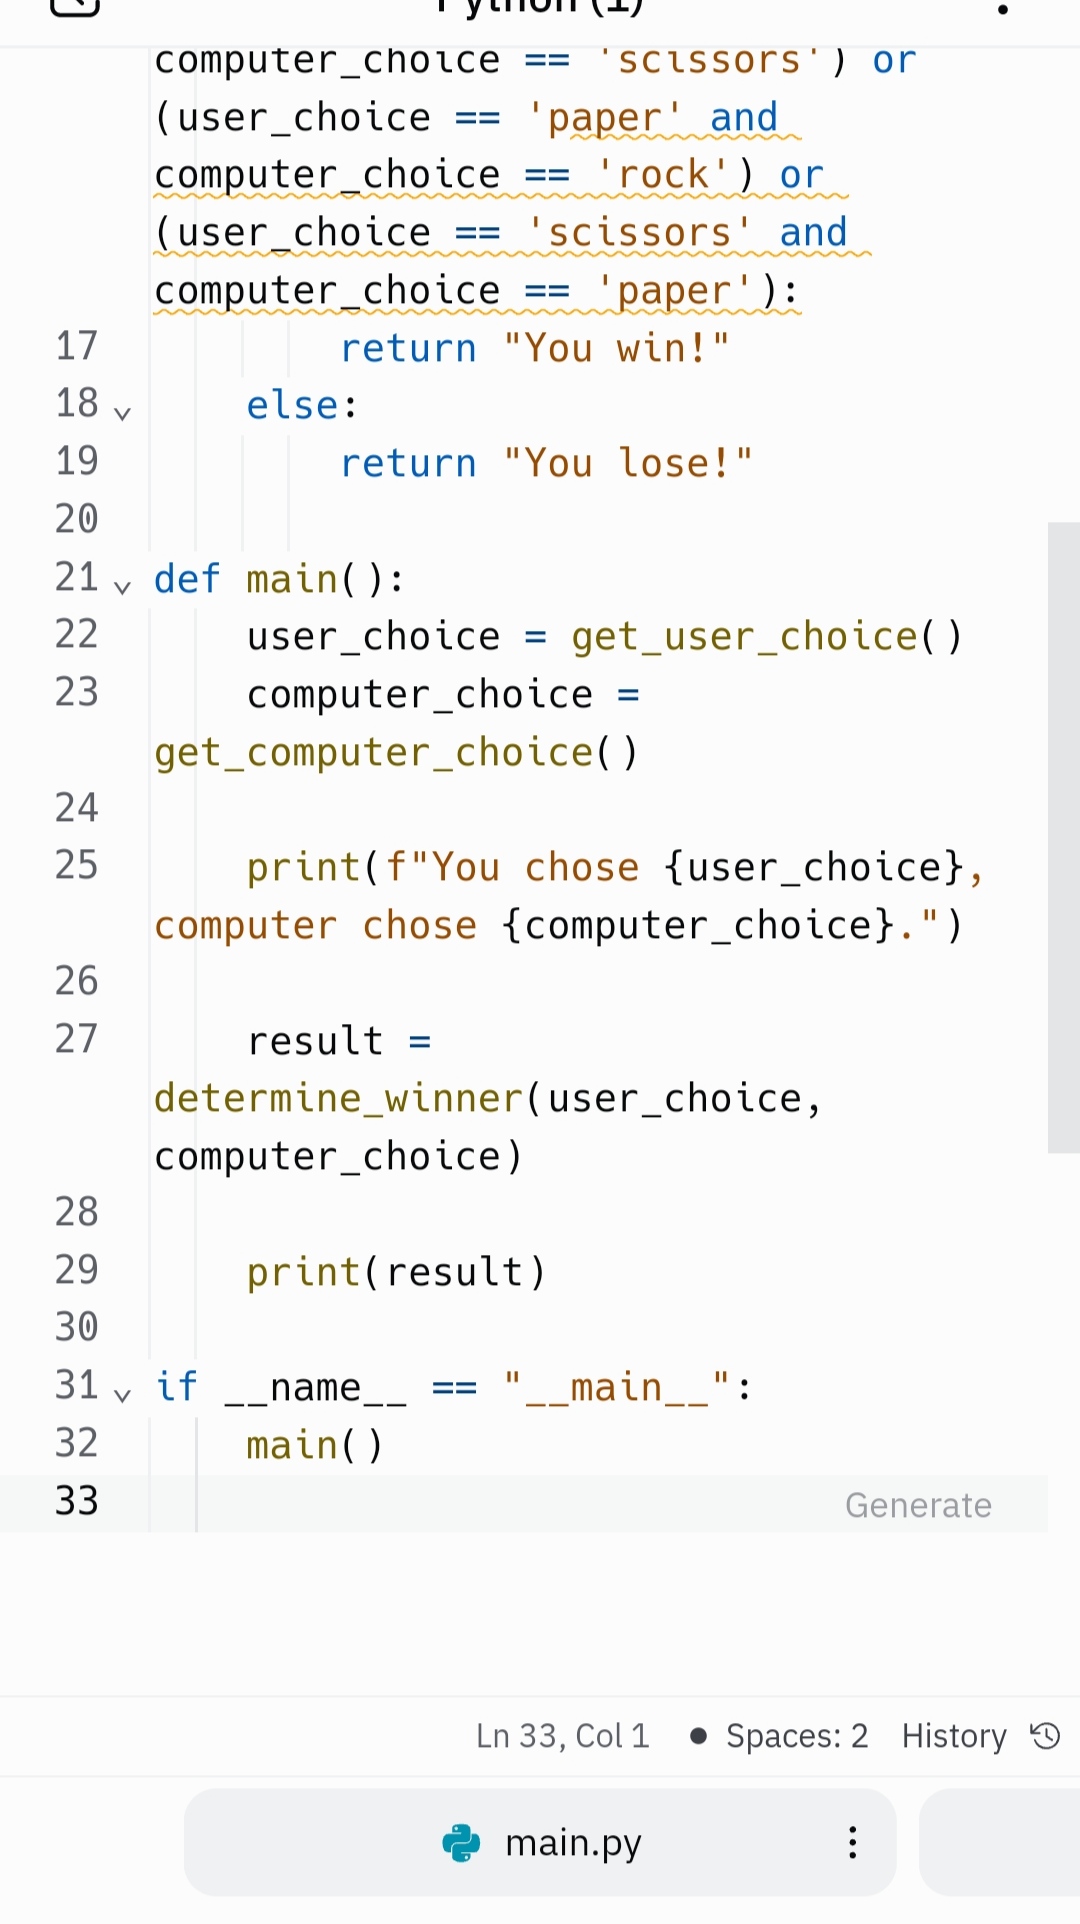 Python (1)
computer_choice == 'scissors') or
(user_choice == 'paper' and
computer_choice == 'rock') or
(user_choice == 'scissors' and
computer_choice == 'paper'):
17 return "You win!"
18 else:
19 return "You lose!"
20
21 def main():
22 user_choice = get_user_choice()
23 computer_choice =
get_computer_choice()
24
25 print(f"You chose {user_choice},
computer chose {computer_choice}.")
26
27 result =
determine_winner(user_choice,
computer_choice)
28
29 print(result)
30
31 if __name__ == "__main__":
32 main()
33 Generate
Ln 33, Col 1 • Spaces: 2 History
main.py